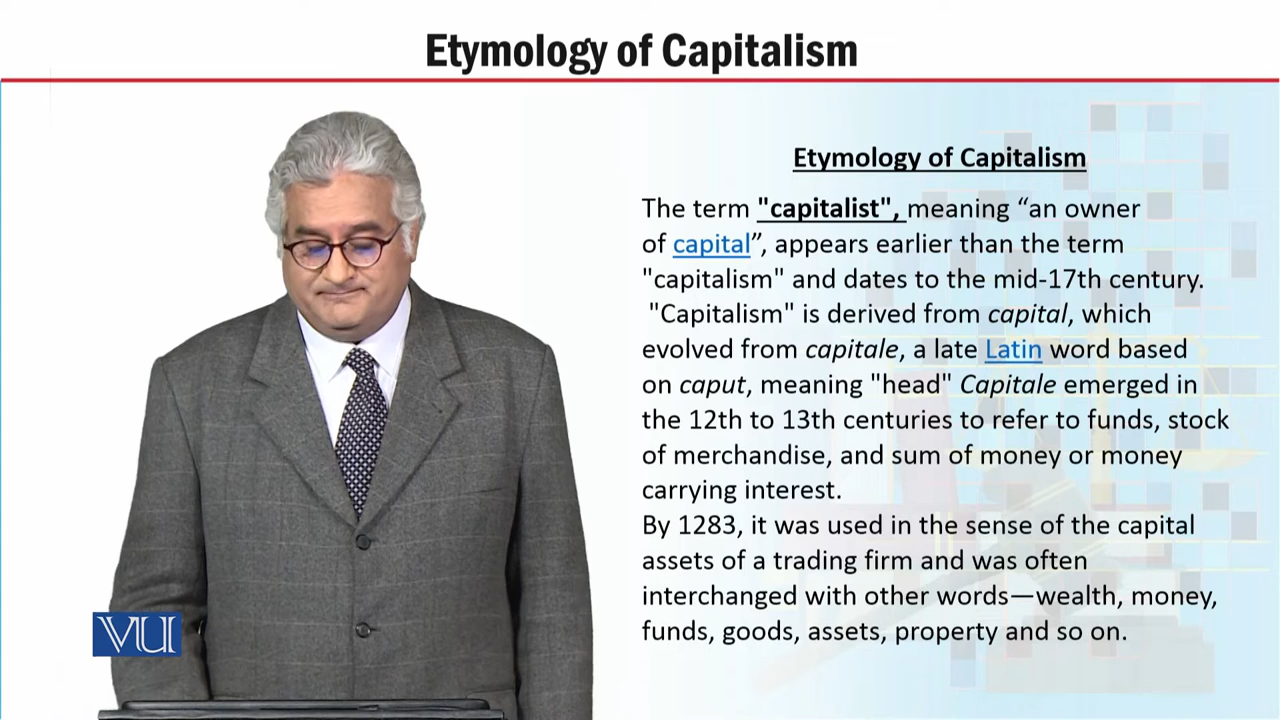 Etymology of Capitalism
Etymology of Capitalism
The term "capitalist", meaning “an owner
of capital”, appears earlier than the term
"capitalism" and dates to the mid-17th century.
"Capitalism" is derived from capital, which
evolved from capitale, a late Latin word based
on caput, meaning "head" Capitale emerged in
the 12th to 13th centuries to refer to funds, stock
of merchandise, and sum of money or money
carrying interest.
By 1283, it was used in the sense of the capital
assets of a trading firm and was often
interchanged with other words—wealth, money,
funds, goods, assets, property and so on.
VU